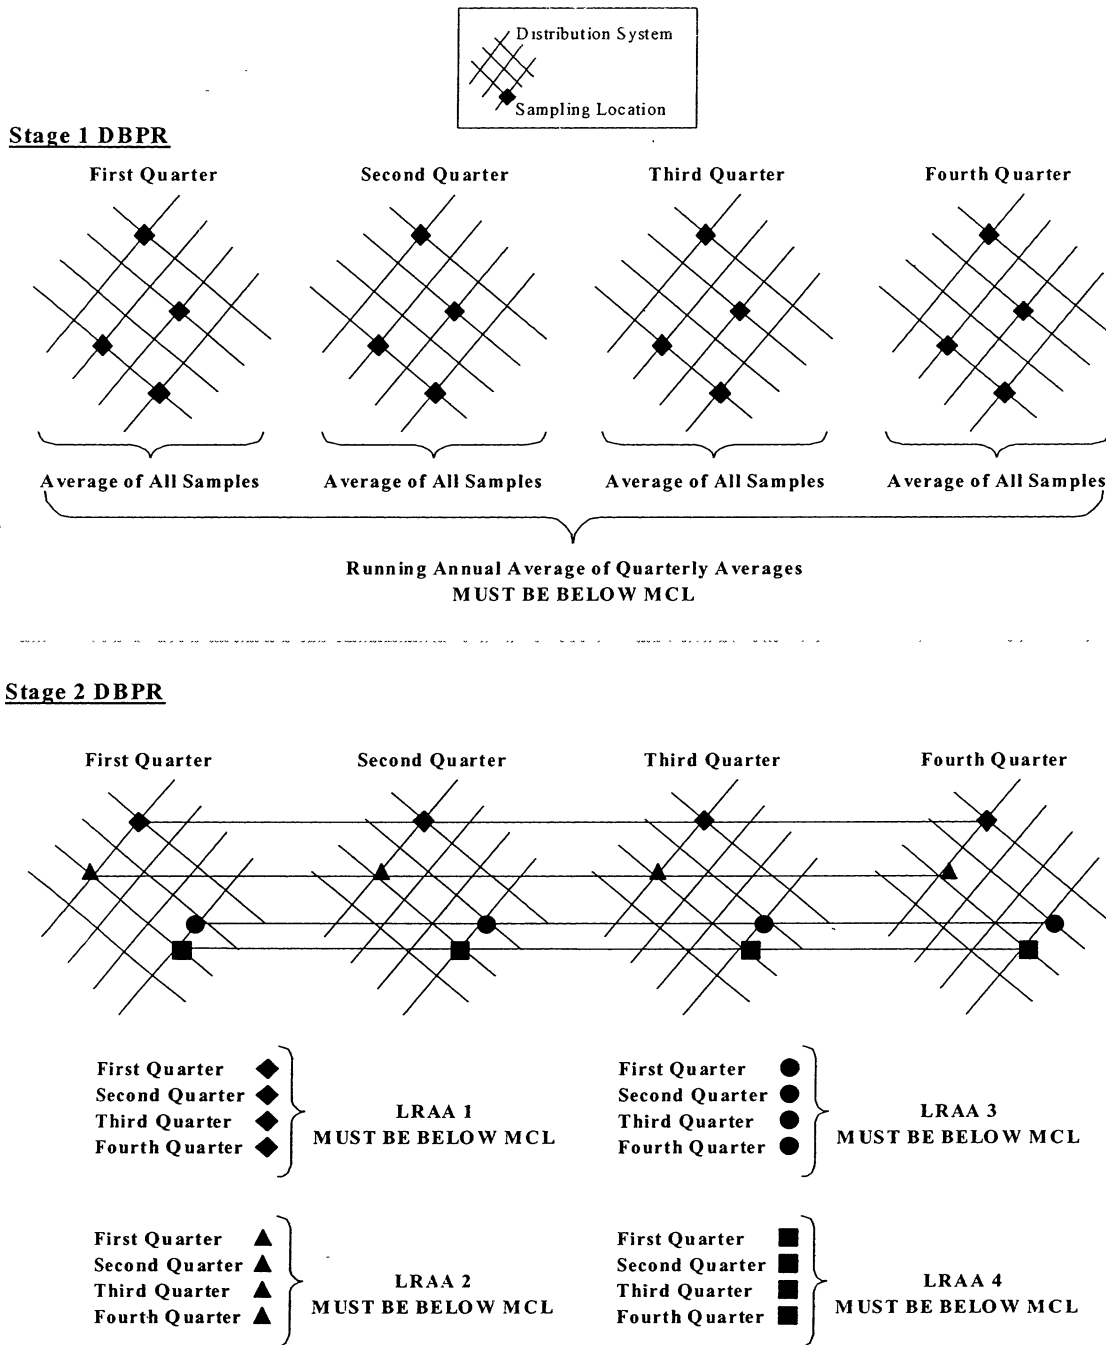 Distribution System
Sampling Location
Stage 1 DBPR
First Quarter
Second Quarter
Third Quarter
Fourth Quarter
Average of All Samples
Average of All Samples
Average of All Samples
Average of All Samples
Running Annual Average of Quarterly Averages
MUST BE BELOW MCL
Stage 2 DBPR
First Quarter
Second Quarter
Third Quarter
Fourth Quarter
First Quarter
Second Quarter
Third Quarter
Fourth Quarter
LRAA 1
MUST BE BELOW MCL
First Quarter
Second Quarter
Third Quarter
Fourth Quarter
LRAA 3
MUST BE BELOW MCL
First Quarter
Second Quarter
Third Quarter
Fourth Quarter
LRAA 2
MUST BE BELOW MCL
First Quarter
Second Quarter
Third Quarter
Fourth Quarter
LRAA 4
MUST BE BELOW MCL